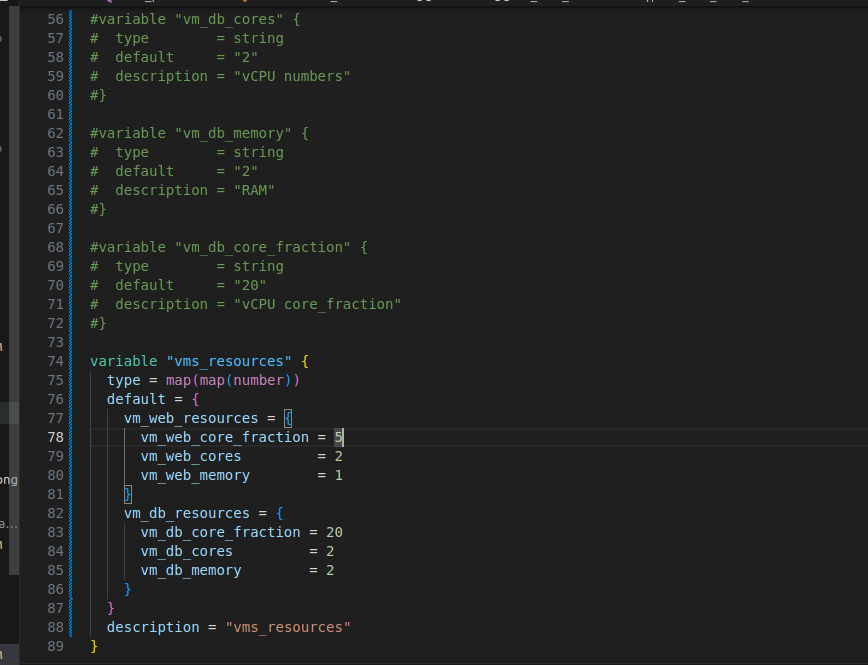 56 #variable "vm_db_cores" {
57 #  type        = string
58 #  default     = "2"
59 #  description = "vCPU numbers"
60 #}
61
62 #variable "vm_db_memory" {
63 #  type        = string
64 #  default     = "2"
65 #  description = "RAM"
66 #}
67
68 #variable "vm_db_core_fraction" {
69 #  type        = string
70 #  default     = "20"
71 #  description = "vCPU core_fraction"
72 #}
73
74 variable "vms_resources" {
75   type = map(map(number))
76   default = {
77     vm_web_resources = {
78       vm_web_core_fraction = 5
79       vm_web_cores         = 2
80       vm_web_memory        = 1
81     }
82     vm_db_resources = {
83       vm_db_core_fraction = 20
84       vm_db_cores         = 2
85       vm_db_memory        = 2
86     }
87   }
88   description = "vms_resources"
89 }